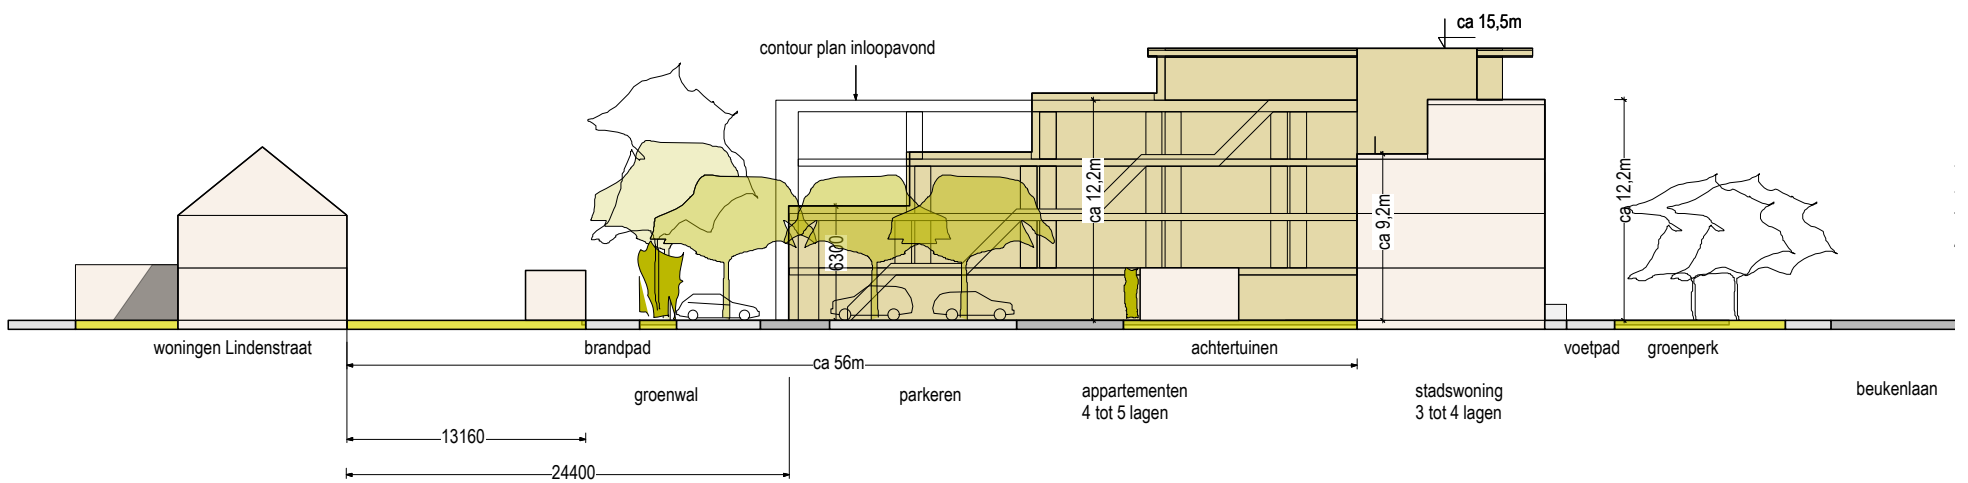 ca 15,5m
contour plan inloopavond
ca 12,2m
ca 12,2m
ca 9,2m
6300
woningen Lindenstraat
brandpad
achtertuinen
voetpad
groenperk
ca 56m
groenwal
parkeren
appartementen
4 tot 5 lagen
stadswoning
3 tot 4 lagen
beukenlaan
13160
24400